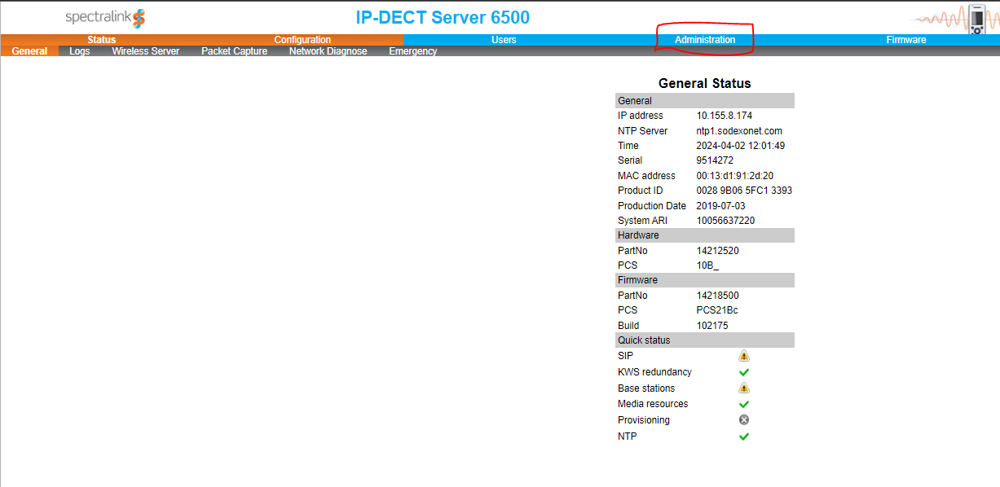 spectralink
IP-DECT Server 6500
Status Configuration Users Administration Firmware
General Logs Wireless Server Packet Capture Network Diagnose Emergency
General Status
General
IP address 10.155.8.174
NTP Server ntp1.sodexonet.com
Time 2024-04-02 12:01:49
Serial 9514272
MAC address 00:13:d1:91:2d:20
Product ID 0028 9B06 5FC1 3393
Production Date 2019-07-03
System ARI 10056637220
Hardware
PartNo 14212520
PCS 10B_
Firmware
PartNo 14218500
PCS PCS21Bc
Build 102175
Quick status
SIP
KWS redundancy
Base stations
Media resources
Provisioning
NTP